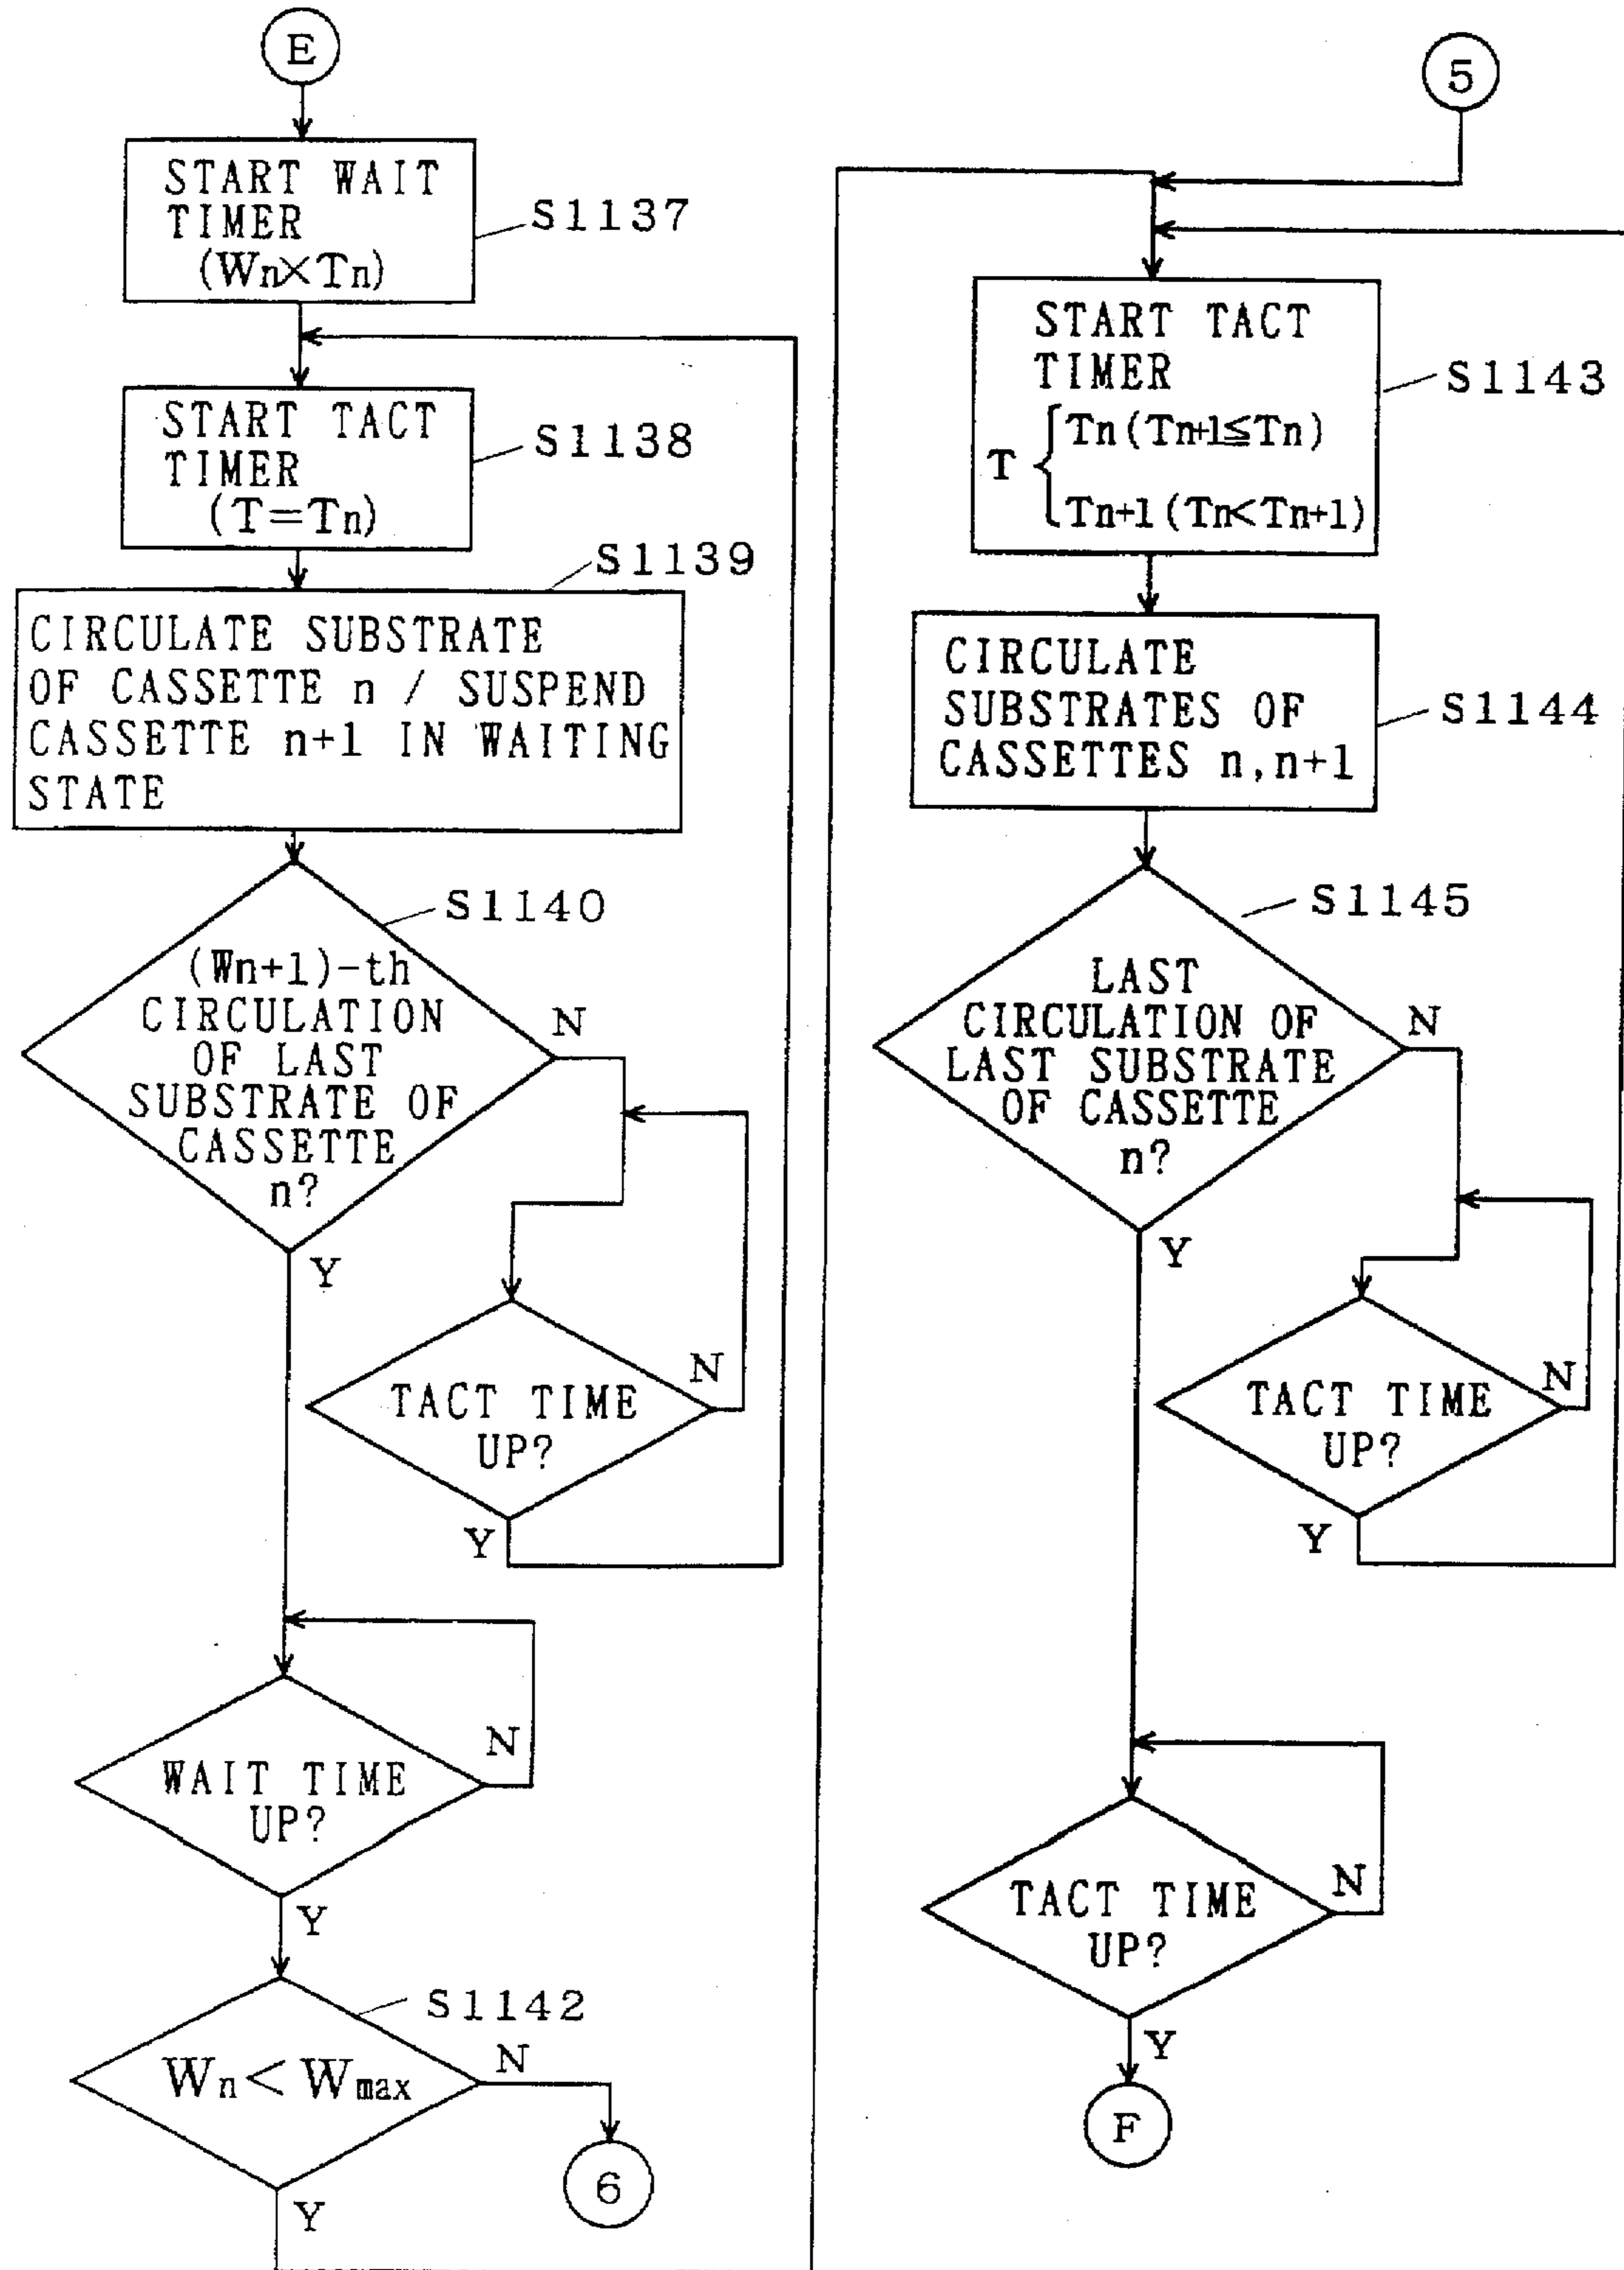 E
START WAIT
TIMER
(Wn×Tn)
S1137
START TACT
TIMER
(T=Tn)
S1138
S1139
CIRCULATE SUBSTRATE
OF CASSETTE n / SUSPEND
CASSETTE n+1 IN WAITING
STATE
S1140
(Wn+1)-th
CIRCULATION
OF LAST
SUBSTRATE OF
CASSETTE
n?
N
Y
TACT TIME
UP?
N
Y
WAIT TIME
UP?
N
Y
S1142
Wn< Wmax
N
6
Y
5
START TACT
TIMER
T { Tn(Tn+1≦Tn)
Tn+1(Tn<Tn+1)
S1143
CIRCULATE
SUBSTRATES OF
CASSETTES n,n+1
S1144
S1145
LAST
CIRCULATION OF
LAST SUBSTRATE
OF CASSETTE
n?
N
Y
TACT TIME
UP?
N
Y
TACT TIME
UP?
N
Y
F